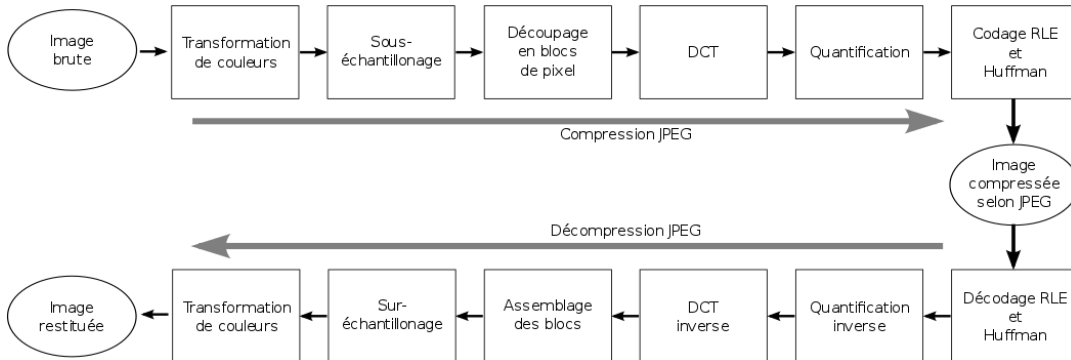 Image
brute
Transformation
de couleurs
Sous-
échantillonage
Découpage
en blocs
de pixel
DCT
Quantification
Codage RLE
et
Huffman
Compression JPEG
Image
compressée
selon JPEG
Décompression JPEG
Image
restituée
Transformation
de couleurs
Sur-
échantillonage
Assemblage
des blocs
DCT
inverse
Quantification
inverse
Décodage RLE
et
Huffman